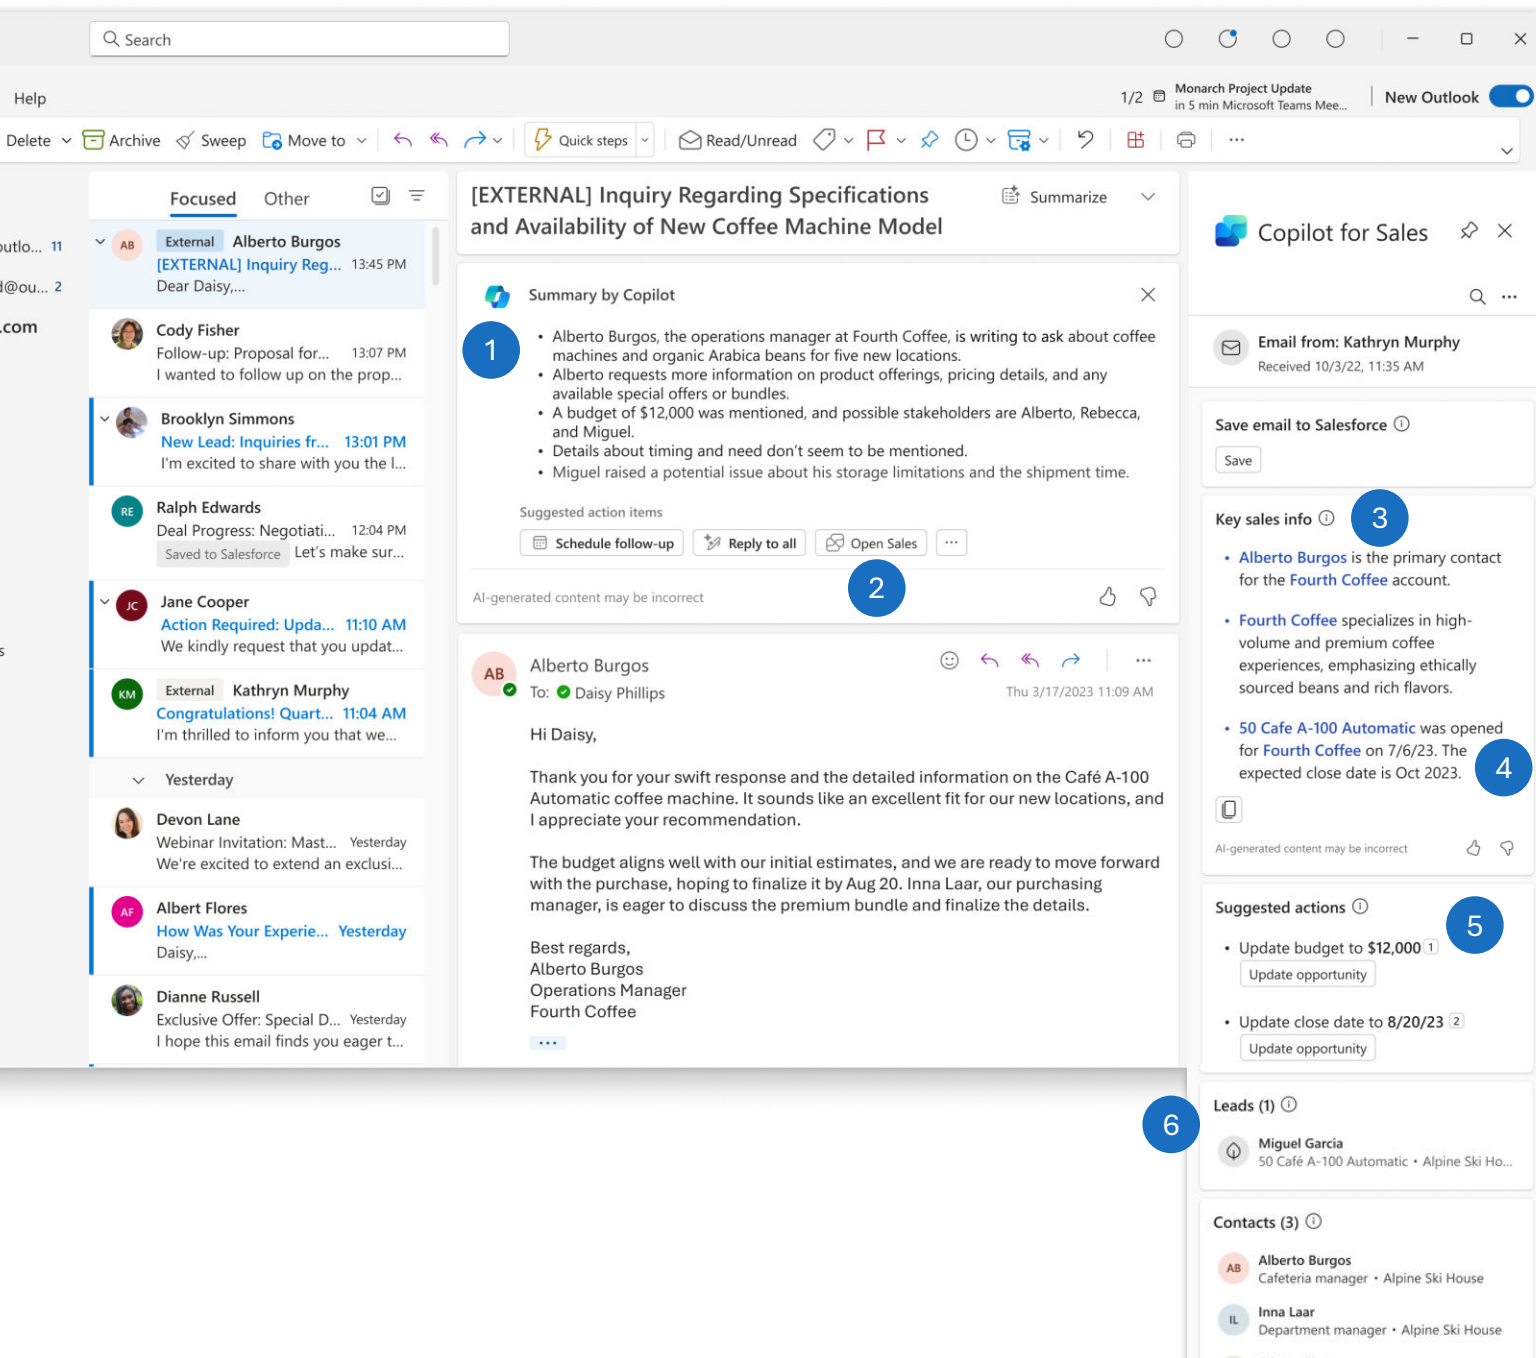 Search
Help
1/2
Monarch Project Update
in 5 min Microsoft Teams Mee...
New Outlook
Delete
Archive
Sweep
Move to
Quick steps
Read/Unread
...
outlo... 11
d@ou... 2
.com
s
Focused
Other
AB
External Alberto Burgos
[EXTERNAL] Inquiry Reg... 13:45 PM
Dear Daisy,...
Cody Fisher
Follow-up: Proposal for... 13:07 PM
I wanted to follow up on the prop...
Brooklyn Simmons
New Lead: Inquiries fr... 13:01 PM
I'm excited to share with you the l...
RE
Ralph Edwards
Deal Progress: Negotiati... 12:04 PM
Saved to Salesforce Let's make sur...
JC
Jane Cooper
Action Required: Upda... 11:10 AM
We kindly request that you updat...
KM
External Kathryn Murphy
Congratulations! Quart... 11:04 AM
I'm thrilled to inform you that we...
Yesterday
Devon Lane
Webinar Invitation: Mast... Yesterday
We're excited to extend an exclusi...
AF
Albert Flores
How Was Your Experie... Yesterday
Daisy,...
Dianne Russell
Exclusive Offer: Special D... Yesterday
I hope this email finds you eager t...
[EXTERNAL] Inquiry Regarding Specifications
and Availability of New Coffee Machine Model
Summarize
Summary by Copilot
1
• Alberto Burgos, the operations manager at Fourth Coffee, is writing to ask about coffee
machines and organic Arabica beans for five new locations.
• Alberto requests more information on product offerings, pricing details, and any
available special offers or bundles.
• A budget of $12,000 was mentioned, and possible stakeholders are Alberto, Rebecca,
and Miguel.
• Details about timing and need don't seem to be mentioned.
• Miguel raised a potential issue about his storage limitations and the shipment time.
Suggested action items
Schedule follow-up
Reply to all
Open Sales
...
2
AI-generated content may be incorrect
AB
Alberto Burgos
...
To: Daisy Phillips
Thu 3/17/2023 11:09 AM
Hi Daisy,
Thank you for your swift response and the detailed information on the Café A-100
Automatic coffee machine. It sounds like an excellent fit for our new locations, and
I appreciate your recommendation.
The budget aligns well with our initial estimates, and we are ready to move forward
with the purchase, hoping to finalize it by Aug 20. Inna Laar, our purchasing
manager, is eager to discuss the premium bundle and finalize the details.
Best regards,
Alberto Burgos
Operations Manager
Fourth Coffee
...
Copilot for Sales
...
Email from: Kathryn Murphy
Received 10/3/22, 11:35 AM
Save email to Salesforce
Save
Key sales info
3
• Alberto Burgos is the primary contact
for the Fourth Coffee account.
• Fourth Coffee specializes in high-
volume and premium coffee
experiences, emphasizing ethically
sourced beans and rich flavors.
• 50 Cafe A-100 Automatic was opened
for Fourth Coffee on 7/6/23. The
expected close date is Oct 2023.
4
AI-generated content may be incorrect
Suggested actions
5
• Update budget to $12,000 1
Update opportunity
• Update close date to 8/20/23 2
Update opportunity
6
Leads (1)
Miguel Garcia
50 Café A-100 Automatic • Alpine Ski Ho...
Contacts (3)
AB
Alberto Burgos
Cafeteria manager • Alpine Ski House
IL
Inna Laar
Department manager • Alpine Ski House